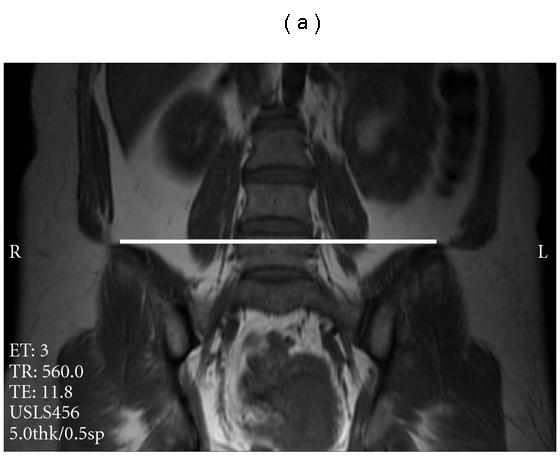 (a)
R
L
ET: 3
TR: 560.0
TE: 11.8
USLS456
5.0thk/0.5sp